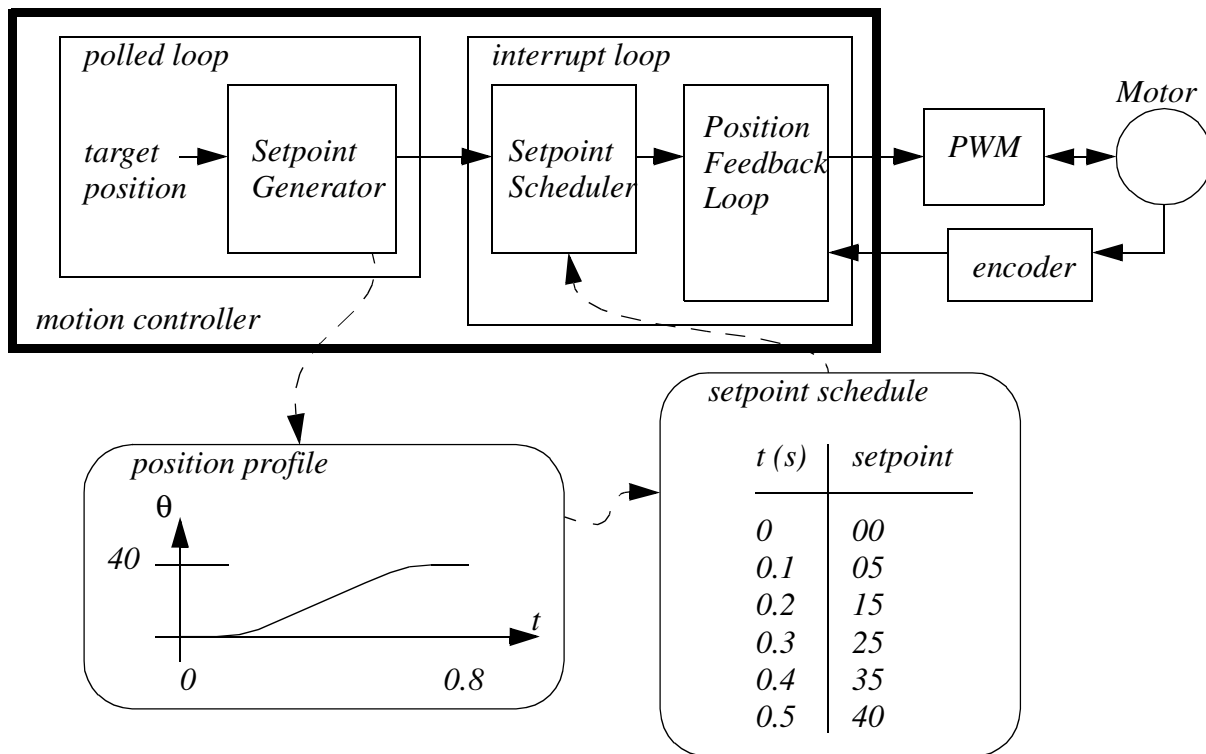 polled loop
interrupt loop
Motor
target
position
Setpoint
Generator
Setpoint
Scheduler
Position
Feedback
Loop
PWM
encoder
motion controller
setpoint schedule
position profile
θ
40
t
0
0.8
t (s) setpoint
0 00
0.1 05
0.2 15
0.3 25
0.4 35
0.5 40